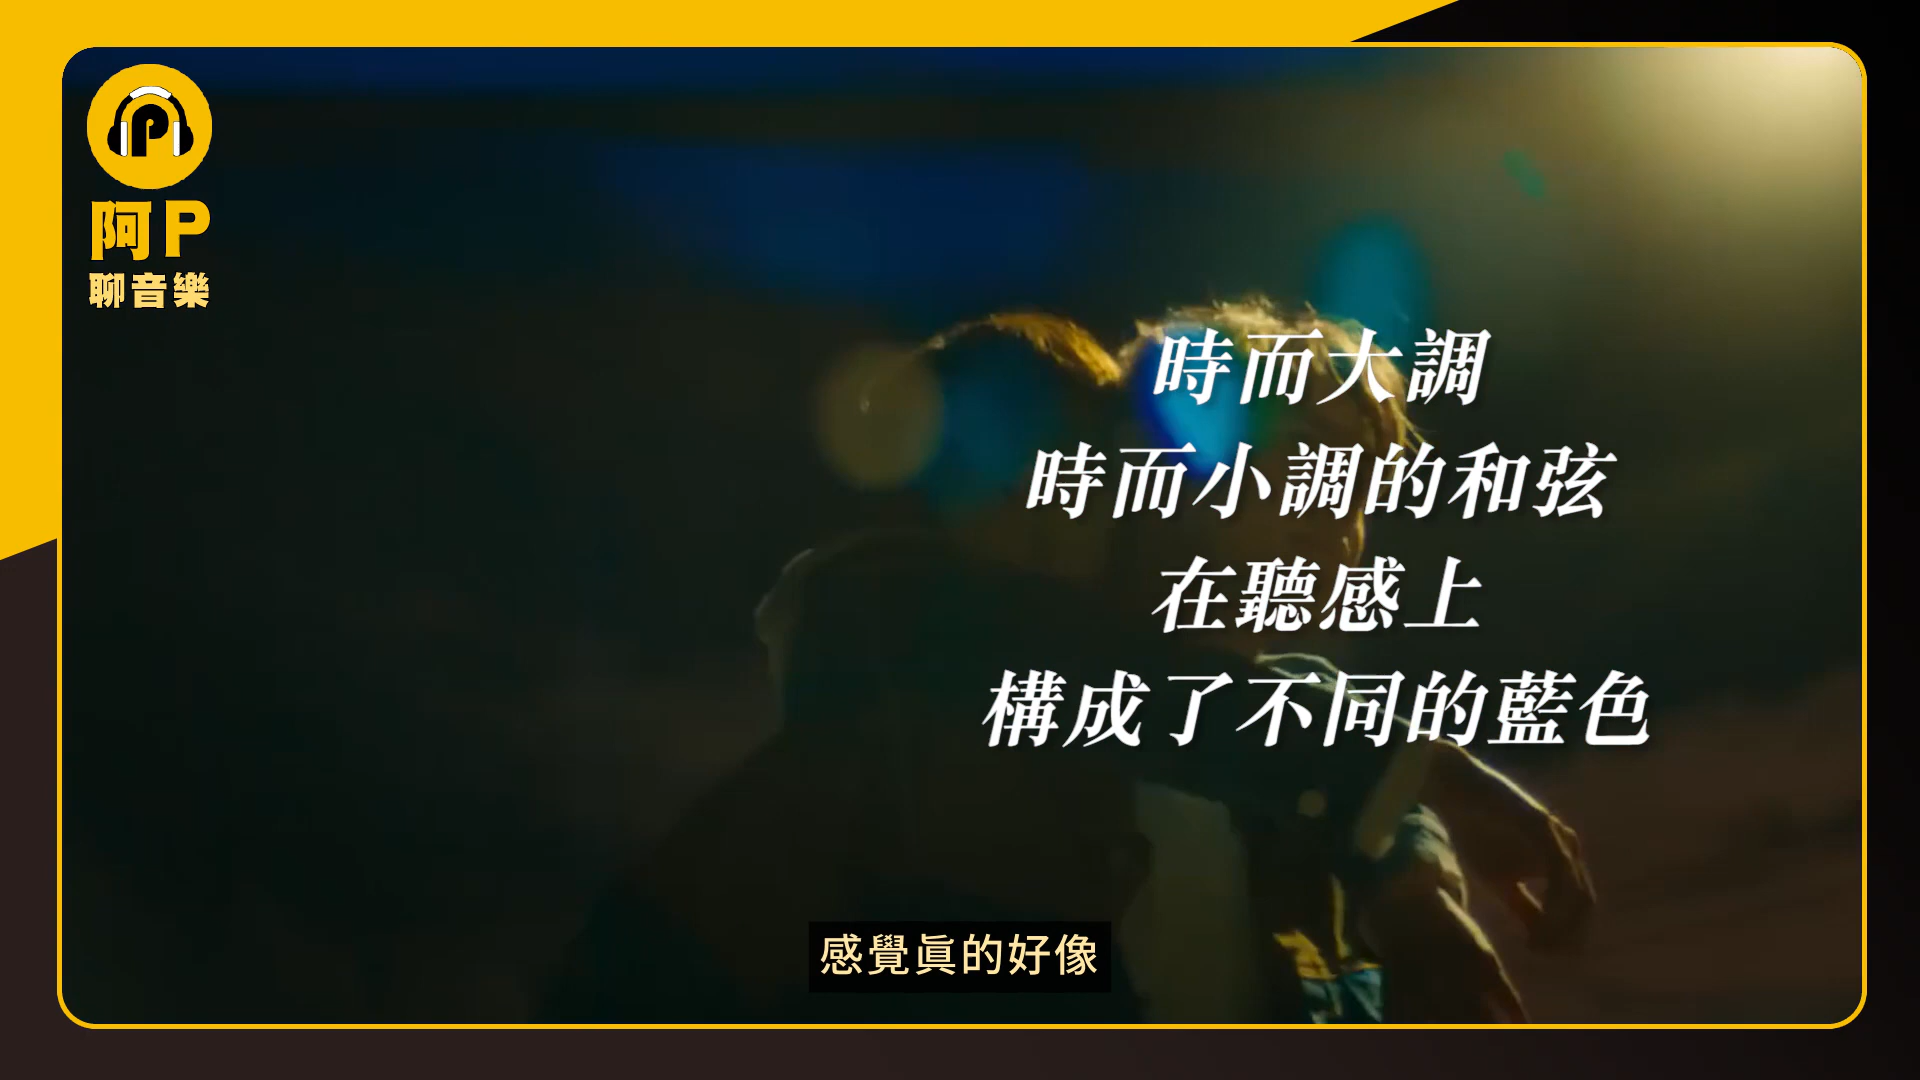 P
阿P
聊音樂
時而大調
時而小調的和弦
在聽感上
構成了不同的藍色
感覺真的好像